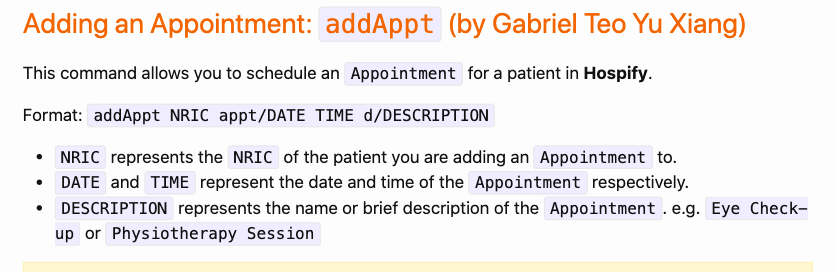 Adding an Appointment: addAppt (by Gabriel Teo Yu Xiang)
This command allows you to schedule an Appointment for a patient in Hospify.
Format: addAppt NRIC appt/DATE TIME d/DESCRIPTION
• NRIC represents the NRIC of the patient you are adding an Appointment to.
• DATE and TIME represent the date and time of the Appointment respectively.
• DESCRIPTION represents the name or brief description of the Appointment. e.g. Eye Check-
up or Physiotherapy Session